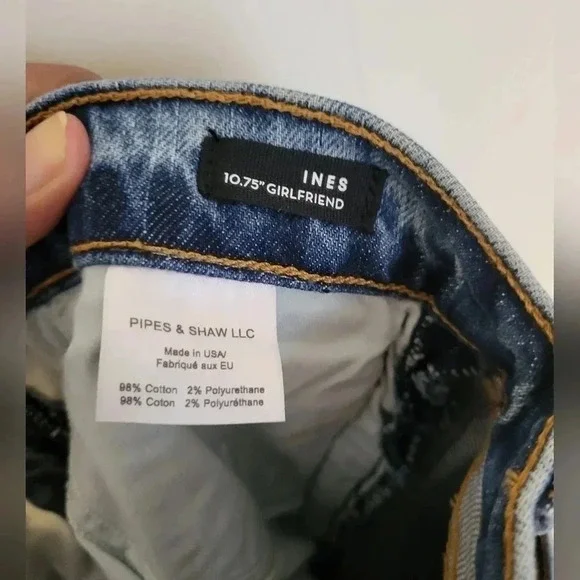 INES
10.75" GIRLFRIEND
PIPES & SHAW LLC
Made in USA/
Fabriqué aux EU
98% Cotton 2% Polyurethane
98% Coton 2% Polyuréthane